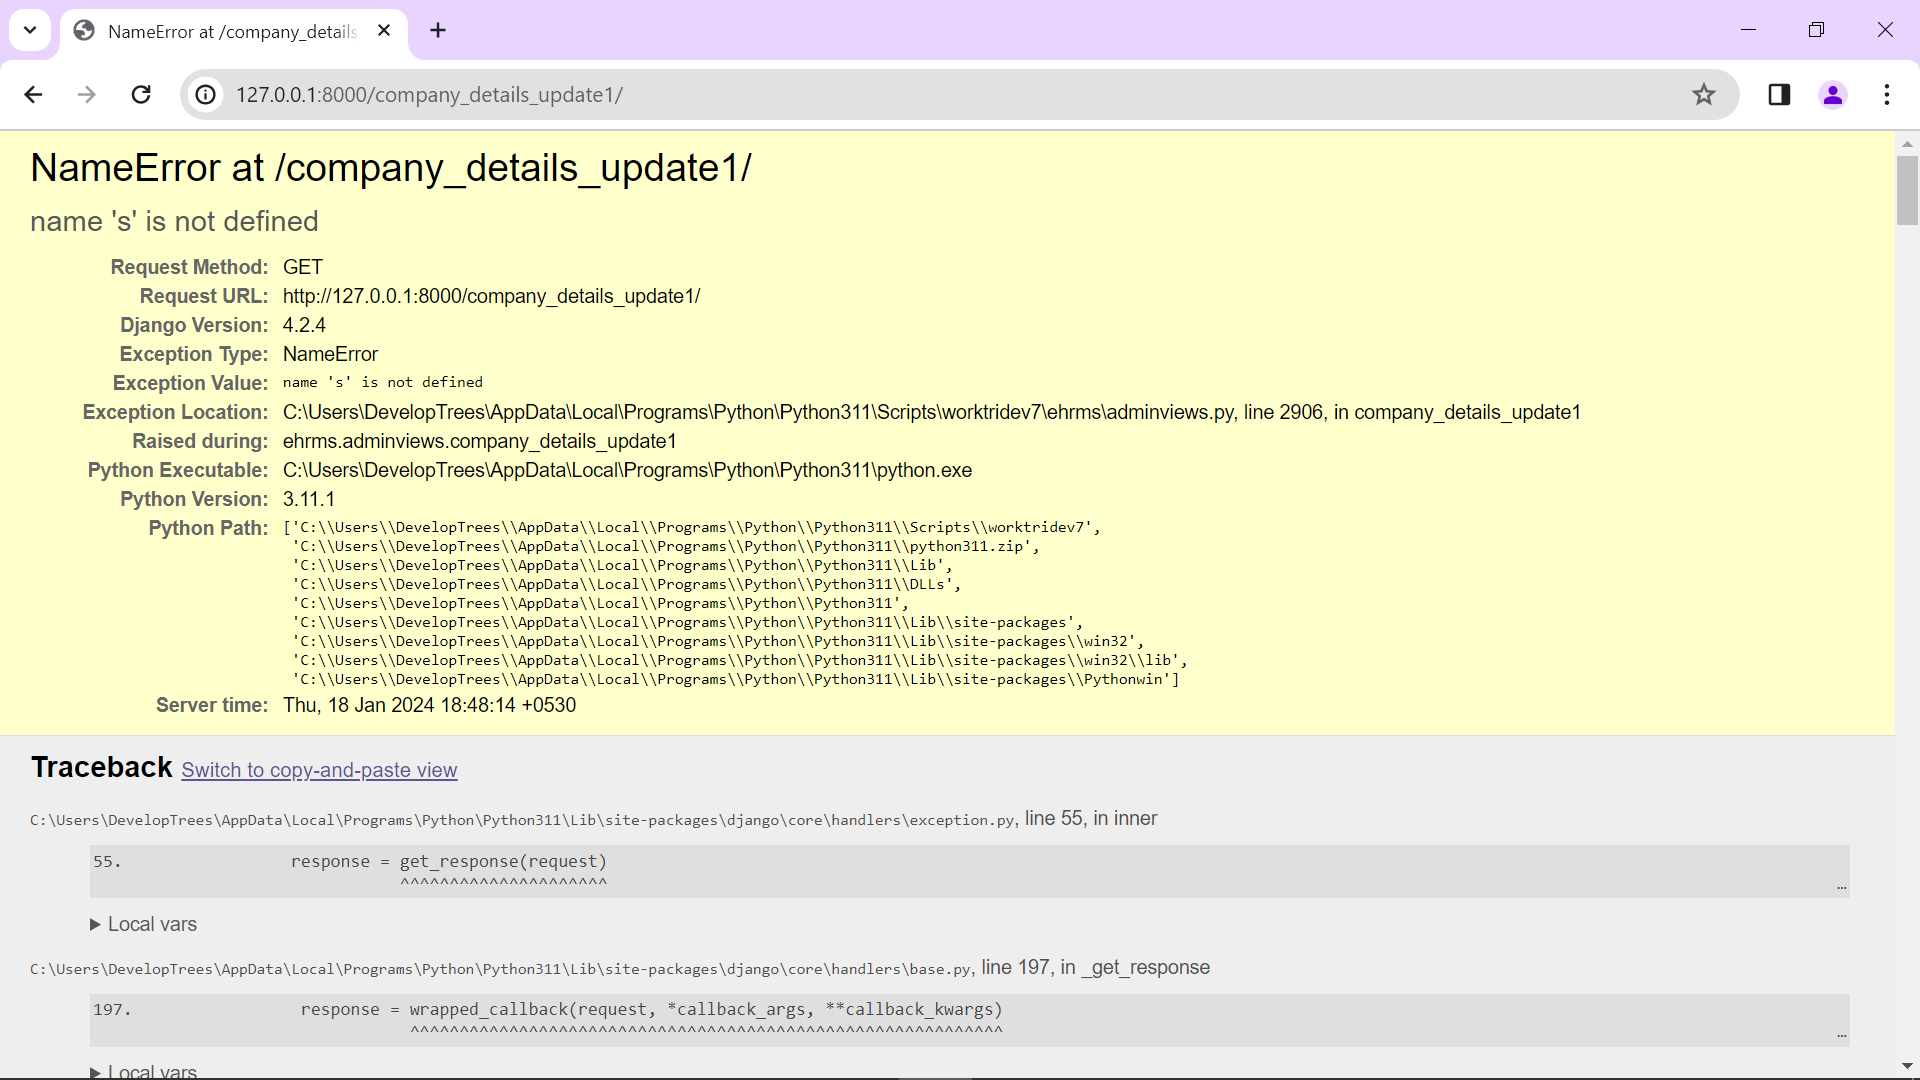 NameError at /company_details
127.0.0.1:8000/company_details_update1/
NameError at /company_details_update1/
name 's' is not defined
Request Method: GET
Request URL: http://127.0.0.1:8000/company_details_update1/
Django Version: 4.2.4
Exception Type: NameError
Exception Value: name 's' is not defined
Exception Location: C:\Users\DevelopTrees\AppData\Local\Programs\Python\Python311\Scripts\worktridev7\ehrms\adminviews.py, line 2906, in company_details_update1
Raised during: ehrms.adminviews.company_details_update1
Python Executable: C:\Users\DevelopTrees\AppData\Local\Programs\Python\Python311\python.exe
Python Version: 3.11.1
Python Path: ['C:\\Users\\DevelopTrees\\AppData\\Local\\Programs\\Python\\Python311\\Scripts\\worktridev7',
'C:\\Users\\DevelopTrees\\AppData\\Local\\Programs\\Python\\Python311\\python311.zip',
'C:\\Users\\DevelopTrees\\AppData\\Local\\Programs\\Python\\Python311\\Lib',
'C:\\Users\\DevelopTrees\\AppData\\Local\\Programs\\Python\\Python311\\DLLs',
'C:\\Users\\DevelopTrees\\AppData\\Local\\Programs\\Python\\Python311',
'C:\\Users\\DevelopTrees\\AppData\\Local\\Programs\\Python\\Python311\\Lib\\site-packages',
'C:\\Users\\DevelopTrees\\AppData\\Local\\Programs\\Python\\Python311\\Lib\\site-packages\\win32',
'C:\\Users\\DevelopTrees\\AppData\\Local\\Programs\\Python\\Python311\\Lib\\site-packages\\win32\\lib',
'C:\\Users\\DevelopTrees\\AppData\\Local\\Programs\\Python\\Python311\\Lib\\site-packages\\Pythonwin']
Server time: Thu, 18 Jan 2024 18:48:14 +0530
Traceback Switch to copy-and-paste view
C:\Users\DevelopTrees\AppData\Local\Programs\Python\Python311\Lib\site-packages\django\core\handlers\exception.py, line 55, in inner
55. response = get_response(request)
^^^^^^^^^^^^^^^^^^^^^ …
Local vars
C:\Users\DevelopTrees\AppData\Local\Programs\Python\Python311\Lib\site-packages\django\core\handlers\base.py, line 197, in _get_response
197. response = wrapped_callback(request, *callback_args, **callback_kwargs)
^^^^^^^^^^^^^^^^^^^^^^^^^^^^^^^^^^^^^^^^^^^^^^^^^^^^^^^^^^^^ …
Local vars